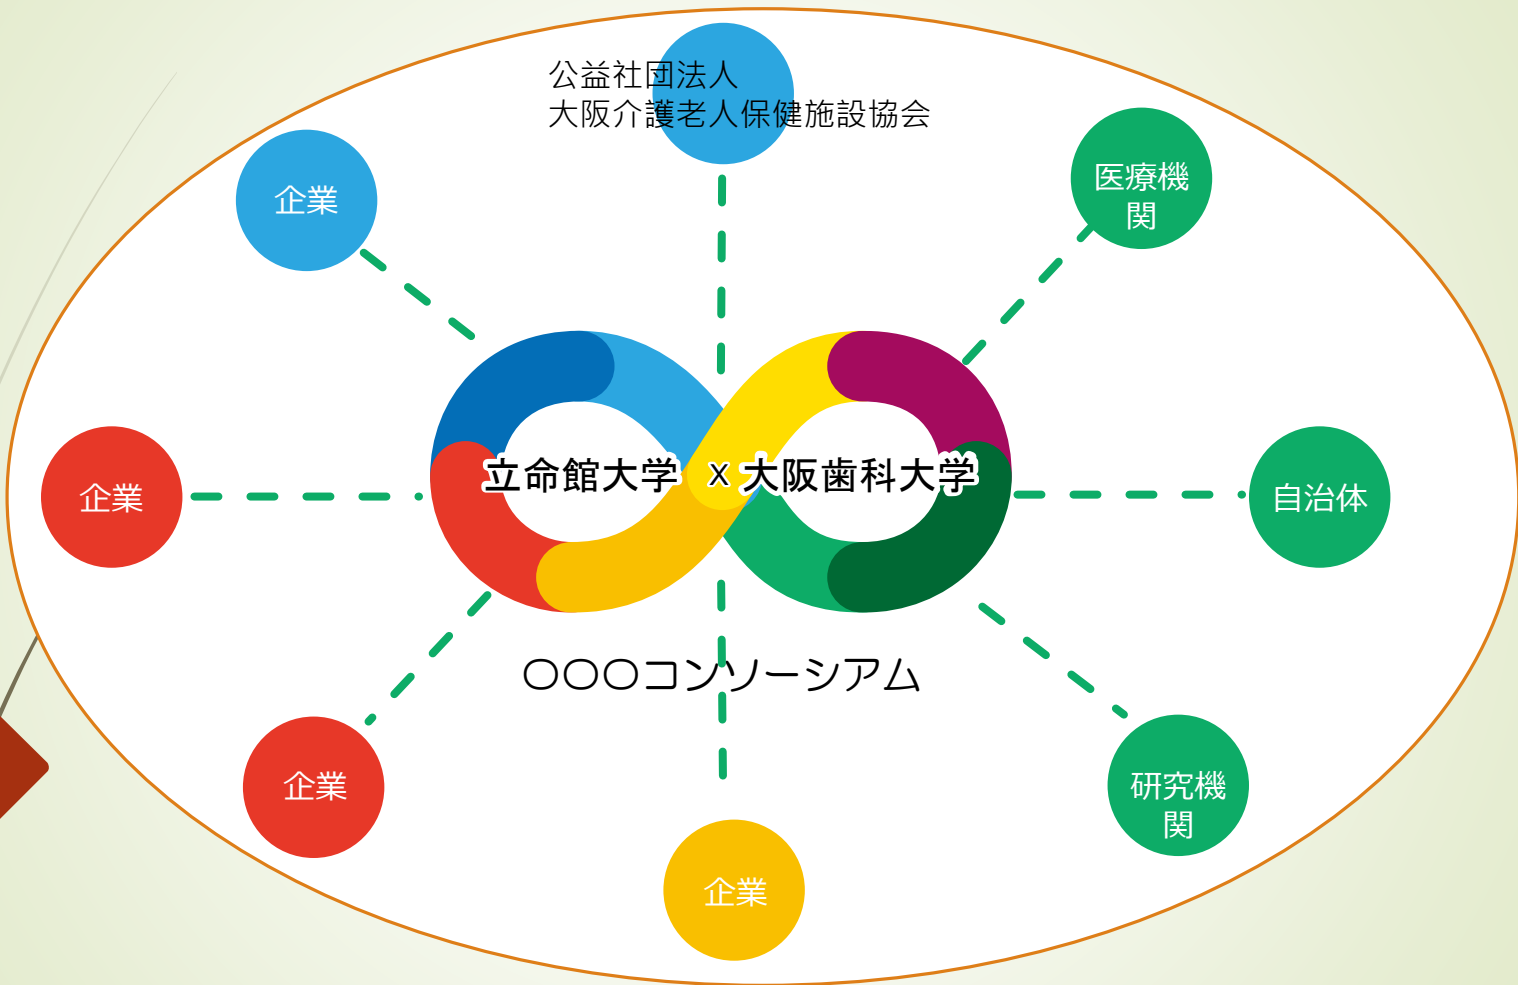 公益社団法人
大阪介護老人保健施設協会
企業
医療機
関
立命館大学 x 大阪歯科大学
企業
自治体
〇〇〇コンソーシアム
企業
研究機
関
企業